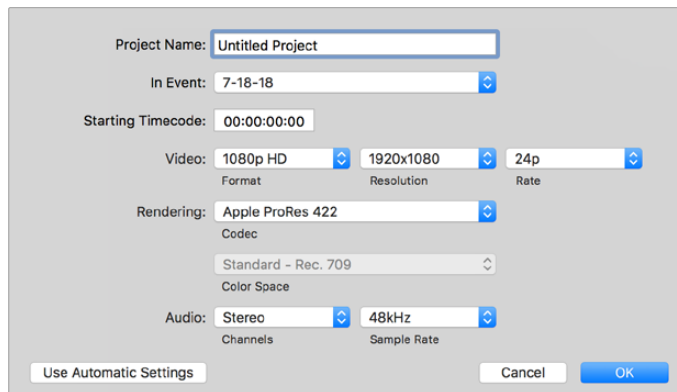 Project Name: Untitled Project
In Event: 7-18-18
Starting Timecode: 00:00:00:00
Video: 1080p HD 1920x1080 24p
Format Resolution Rate
Rendering: Apple ProRes 422
Codec
Standard - Rec. 709
Color Space
Audio: Stereo 48kHz
Channels Sample Rate
Use Automatic Settings Cancel OK